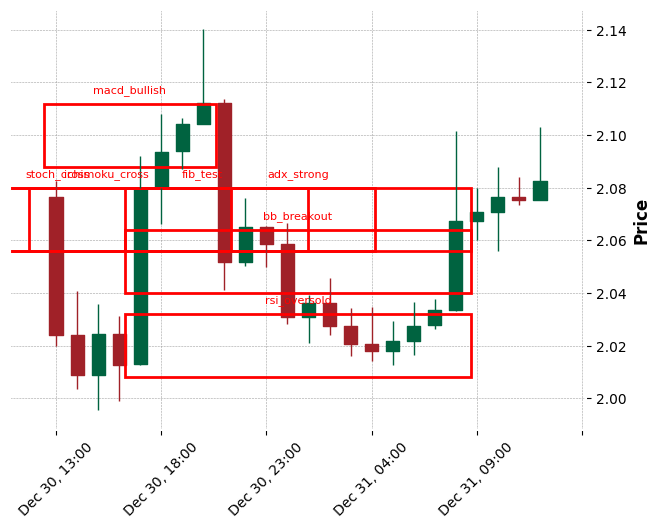 2.14
2.12
macd_bullish
2.10
stoch_cross
ichimoku_cross
fib_test
adx_strong
2.08
bb_breakout
2.06
Price
rsi_oversold
2.04
2.02
2.00
Dec 30, 13:00
Dec 30, 18:00
Dec 30, 23:00
Dec 31, 04:00
Dec 31, 09:00